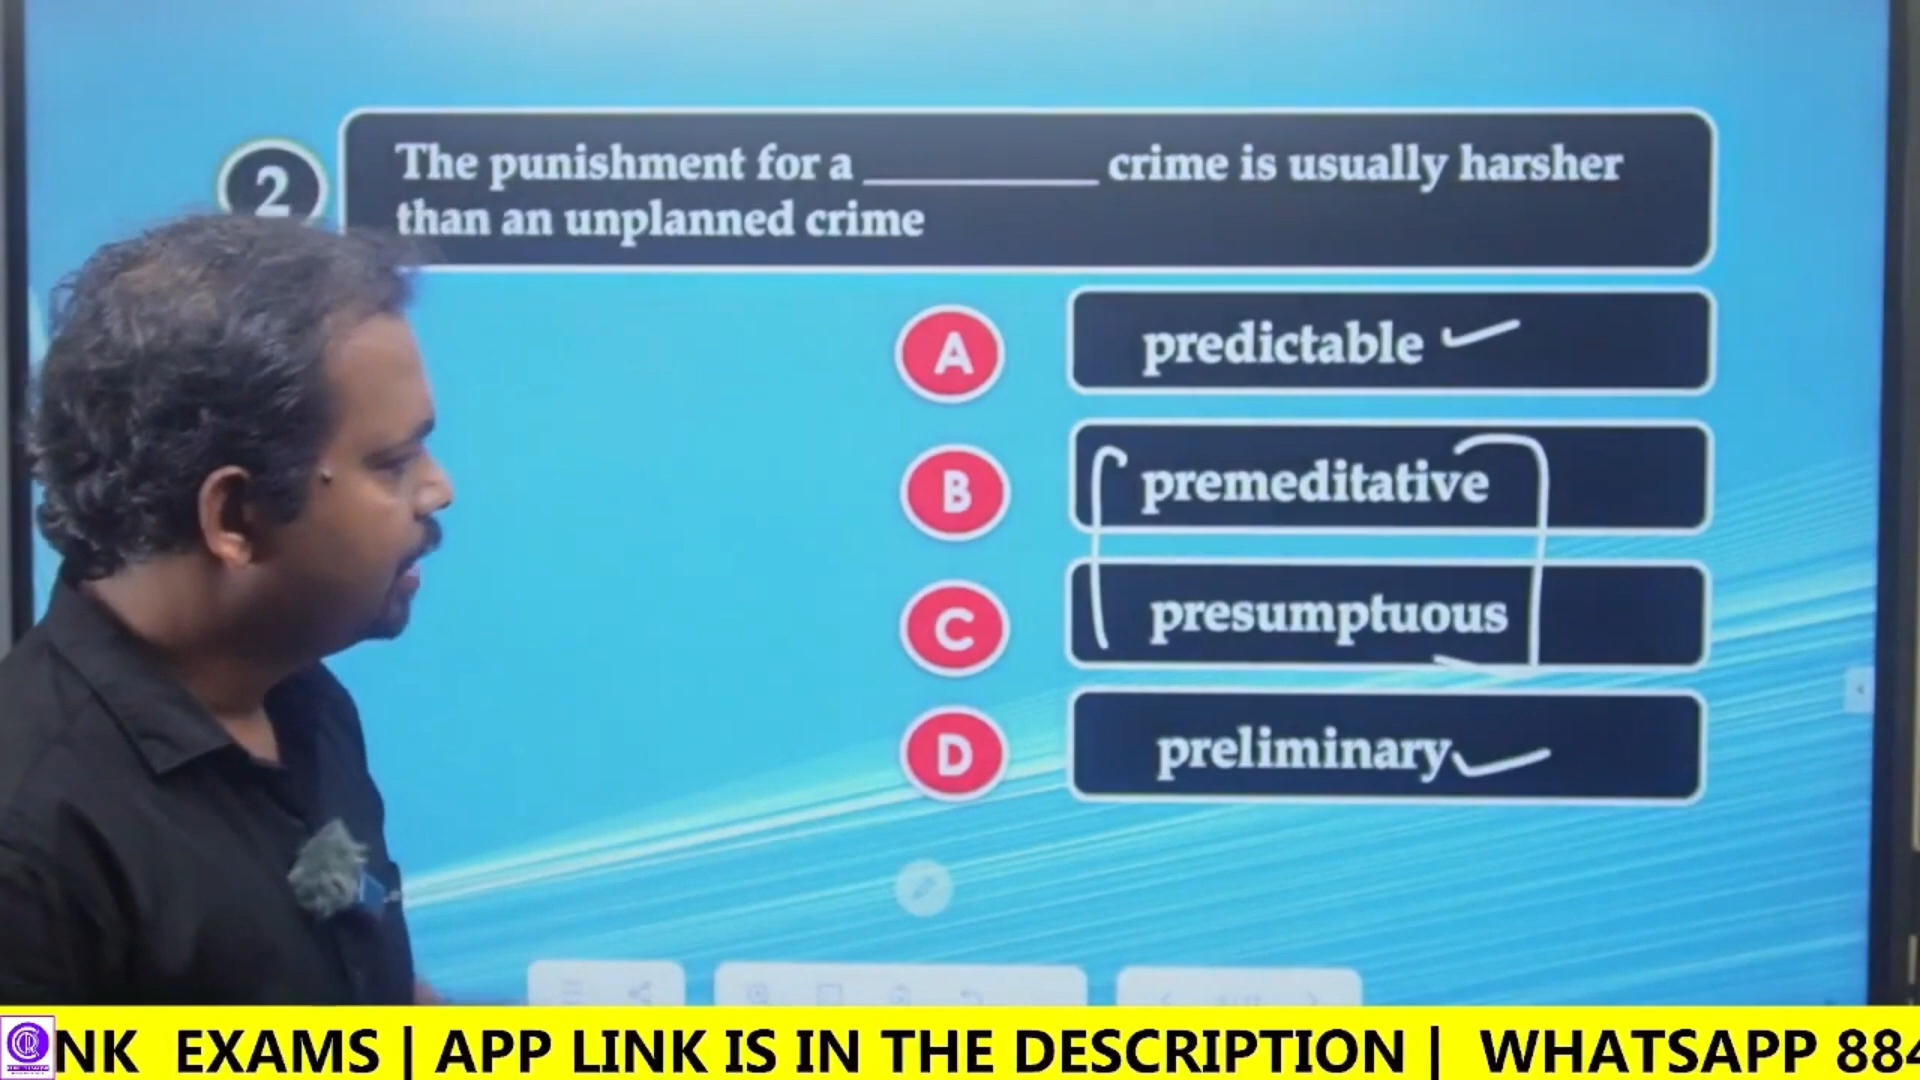 2
The punishment for a __________ crime is usually harsher
than an unplanned crime
A predictable
B premeditative
C presumptuous
D preliminary
NK EXAMS | APP LINK IS IN THE DESCRIPTION | WHATSAPP 884